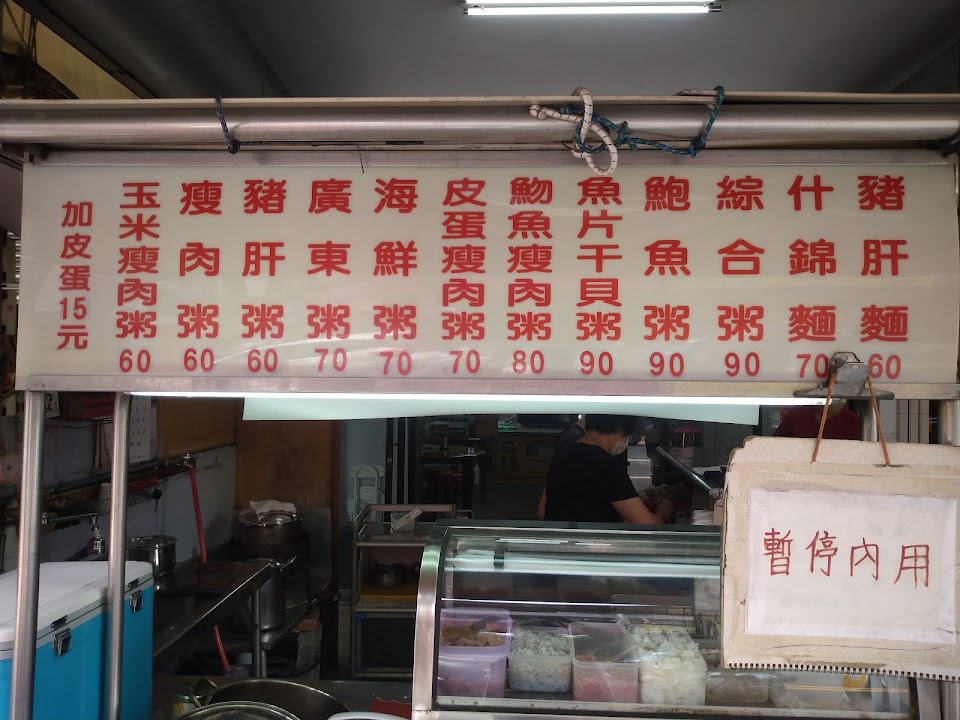 豬肝麵 60
什錦麵 70
綜合粥 90
鮑魚粥 90
魚片干貝粥 90
魩魚瘦肉粥 80
皮蛋瘦肉粥 70
海鮮粥 70
廣東粥 70
豬肝粥 60
瘦肉粥 60
玉米瘦肉粥 60
加皮蛋15元
暫停內用